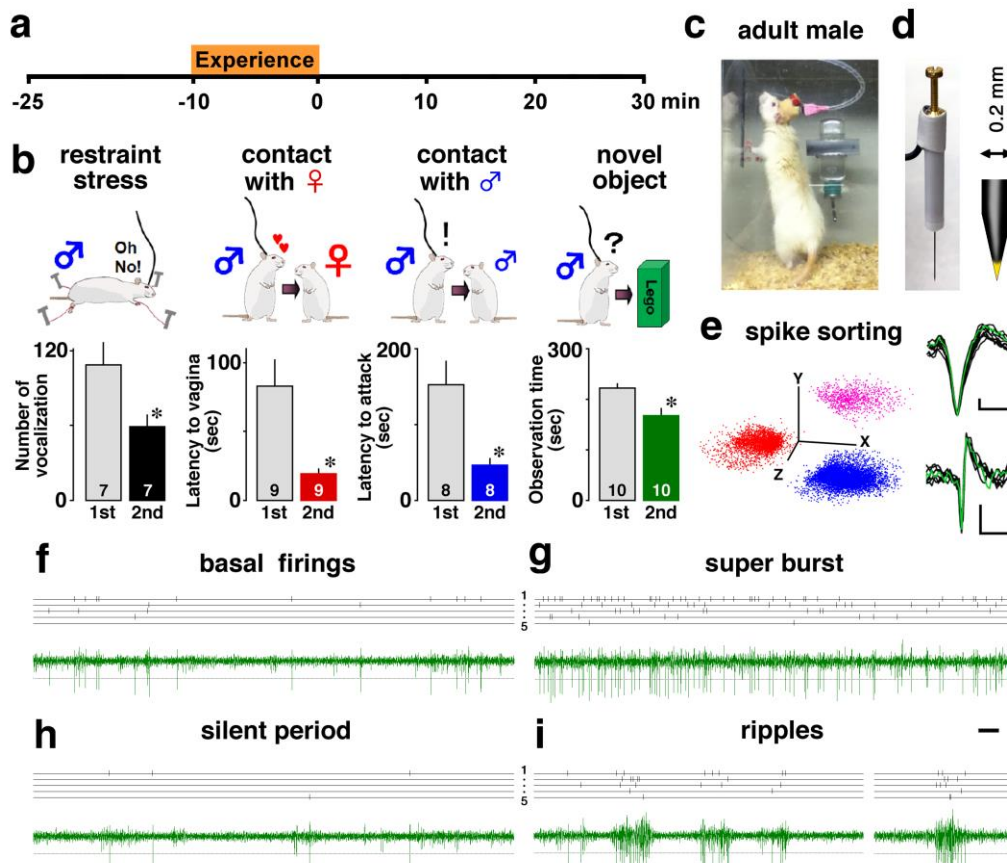 a
Experience
-25 -10 0 10 20 30 min
b
restraint
stress
contact
with ♀
contact
with ♂
novel
object
♂
Oh
No!
♂ ♀
!
♂ ♂
?
♂
Lego
Number of
vocalization
120
0
7 7
1st 2nd
*
Latency to vagina
(sec)
100
0
9 9
1st 2nd
*
Latency to attack
(sec)
200
0
8 8
1st 2nd
*
Observation time
(sec)
300
0
10 10
1st 2nd
*
c adult male
d
0.2 mm
e spike sorting
Y
X
Z
f basal firings
1
5
g super burst
h silent period
1
5
i ripples